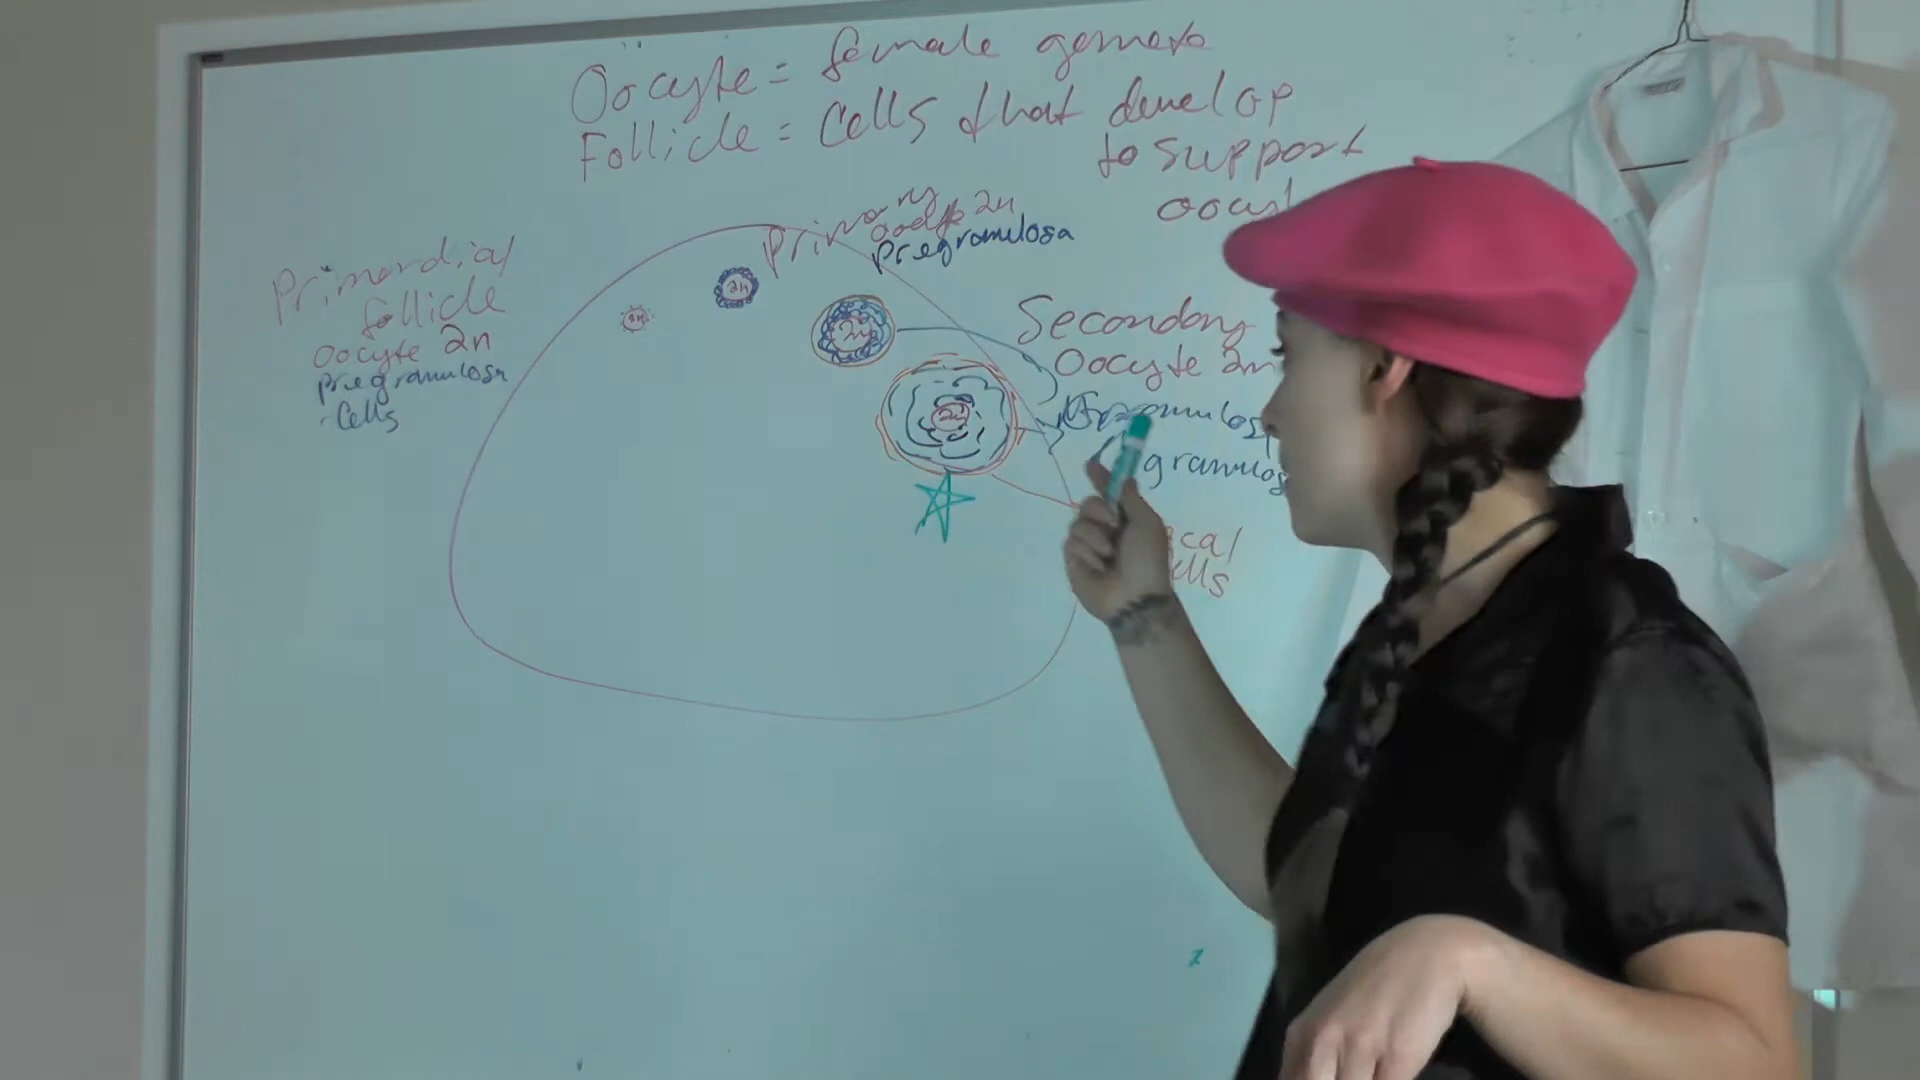 Oocyte = female gamete
Follicle = Cells that develop
to support
Primordial
follicle
Oocyte 2n
pregranulosa
- Cells
Primary
oocyte 2n
pregranulosa
2n
2n
2n
Secondary
Oocyte 2n
granulos